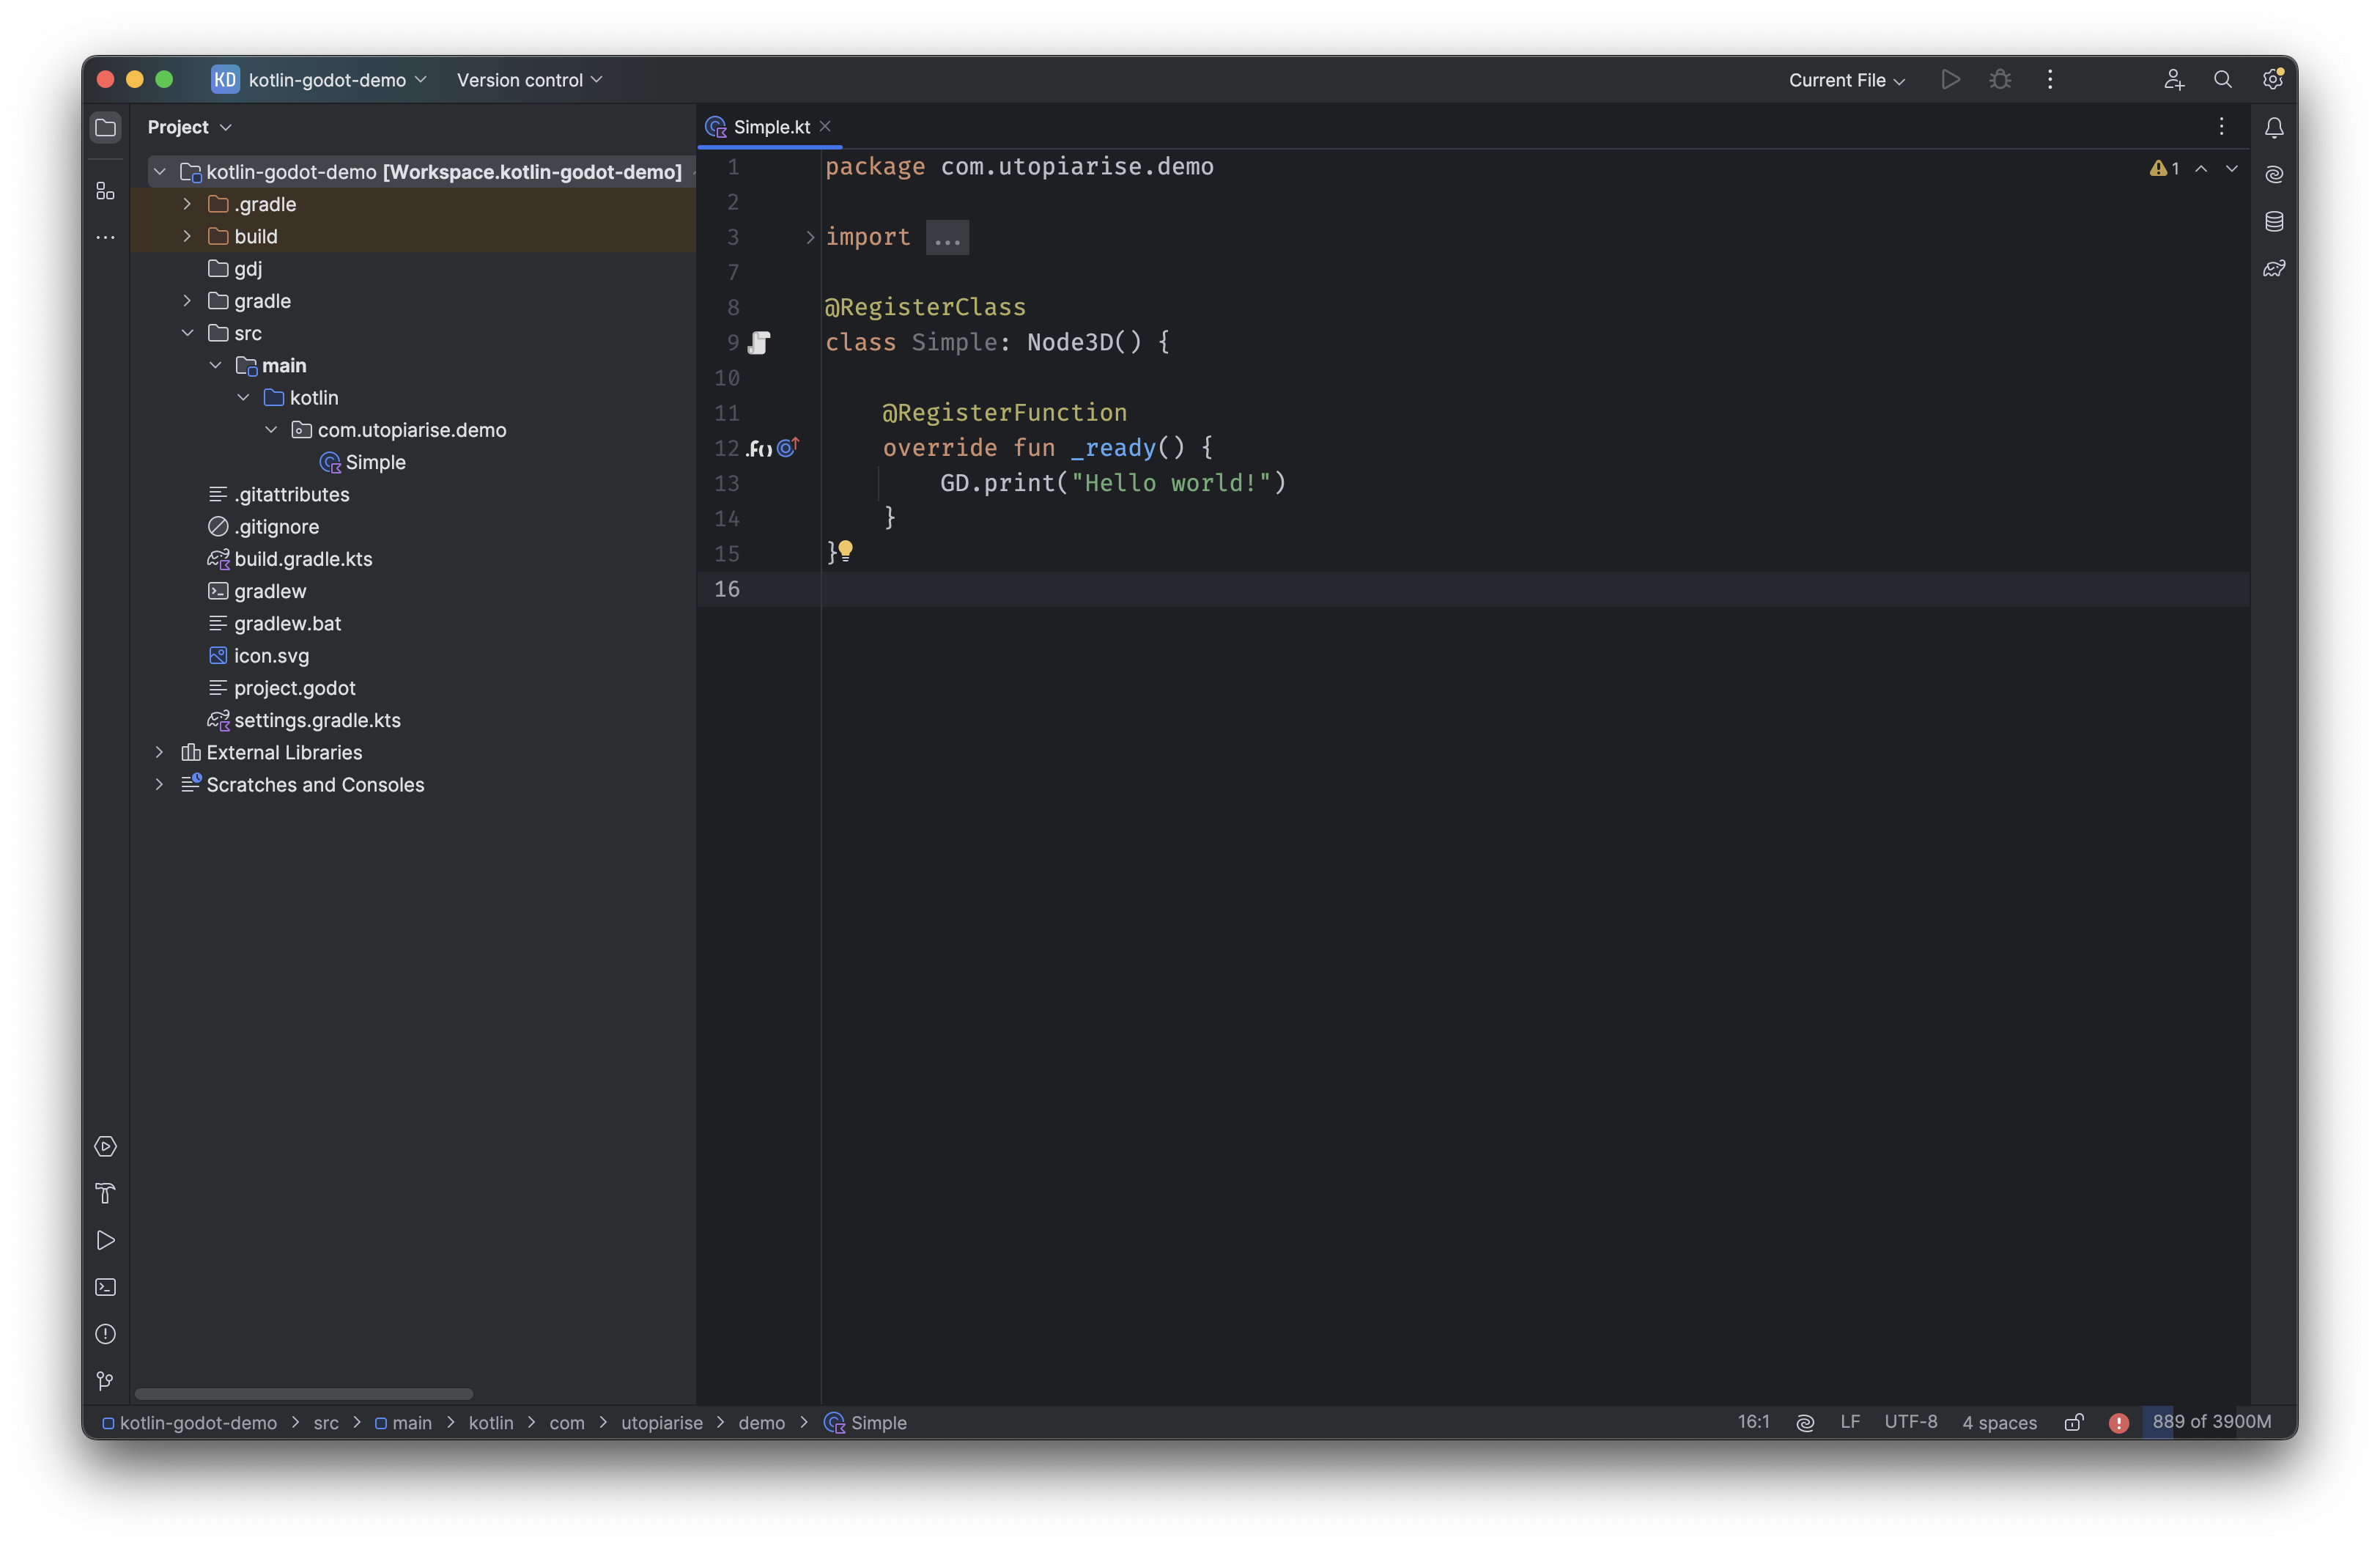 KD kotlin-godot-demo Version control Current File
Project
kotlin-godot-demo [Workspace.kotlin-godot-demo]
.gradle
build
gdj
gradle
src
main
kotlin
com.utopiarise.demo
Simple
.gitattributes
.gitignore
build.gradle.kts
gradlew
gradlew.bat
icon.svg
project.godot
settings.gradle.kts
External Libraries
Scratches and Consoles
Simple.kt
1 package com.utopiarise.demo
1
2
3 import ...
7
8 @RegisterClass
9 class Simple: Node3D() {
10
11 @RegisterFunction
12 override fun _ready() {
13 GD.print("Hello world!")
14 }
15 }
16
kotlin-godot-demo > src > main > kotlin > com > utopiarise > demo > Simple
16:1 LF UTF-8 4 spaces 889 of 3900M